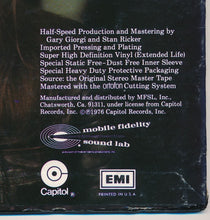 Half-Speed Production and Mastering by
Gary Giorgi and Stan Ricker
Imported Pressing and Plating
Super High Definition Vinyl (Extended Life)
Special Static Free-Dust Free Inner Sleeve
Special Heavy Duty Protective Packaging
Source: the Original Stereo Master Tape
Mastered with the ortofon Cutting System
Manufactured and distributed by MFSL, Inc.,
Chatsworth, Ca. 91311, under license from Capitol
Records, Inc. ©℗1976 Capitol Records, Inc.
mobile fidelity
sound lab
Capitol
EMI
PRINTED IN U.S.A.